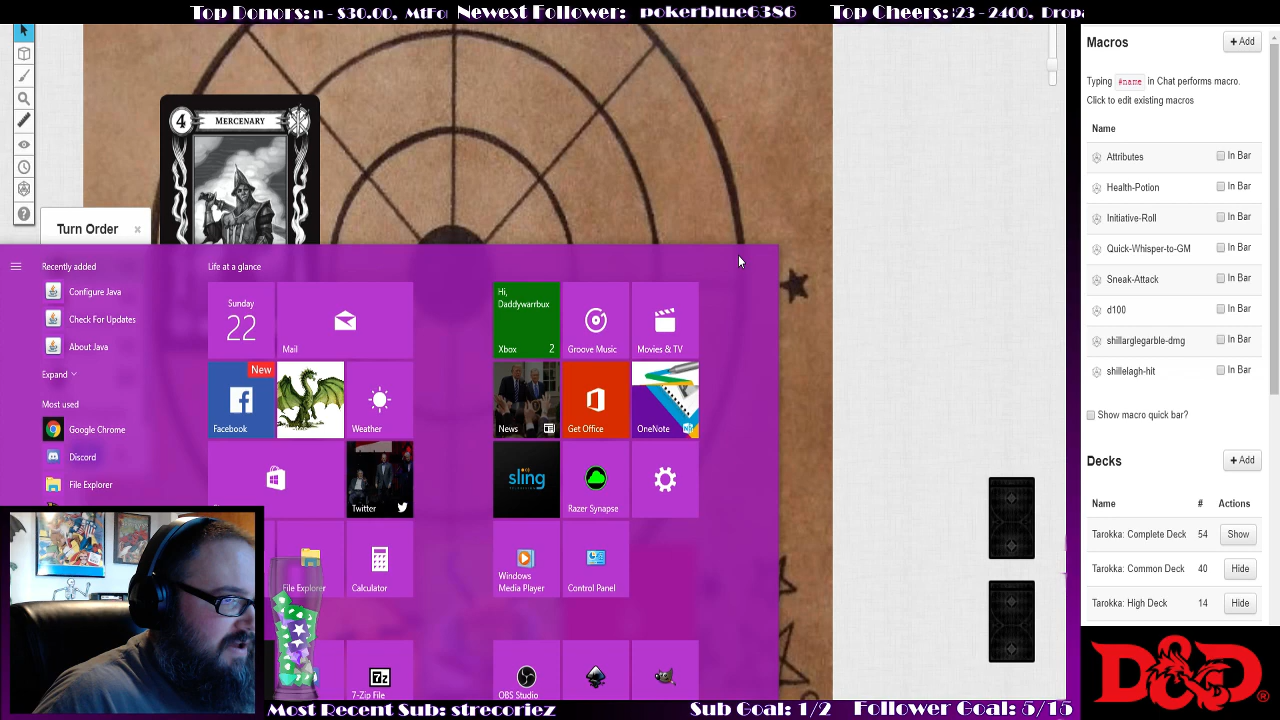 Top Donors: n - $30.00, MtFo Newest Follower: pokerblue6386 Top Cheers: 23 - 2400, Drop
4 MERCENARY
Turn Order ×
Recently added
Configure Java
Check For Updates
About Java
Expand
Most used
Google Chrome
Discord
File Explorer
Life at a glance
Sunday
22
Mail
New
Facebook
Weather
Twitter
File Explorer
Calculator
7-Zip File
Hi,
Daddywarrbux
Xbox 2
Groove Music
Movies & TV
News
Get Office
OneNote
sling
Razer Synapse
Windows
Media Player
Control Panel
OBS Studio
Macros + Add
Typing #name in Chat performs macro.
Click to edit existing macros
Name
Attributes In Bar
Health-Potion In Bar
Initiative-Roll In Bar
Quick-Whisper-to-GM In Bar
Sneak-Attack In Bar
d100 In Bar
shillarglegarble-dmg In Bar
shillelagh-hit In Bar
Show macro quick bar?
Decks + Add
Name # Actions
Tarokka: Complete Deck 54 Show
Tarokka: Common Deck 40 Hide
Tarokka: High Deck 14 Hide
D&D
Most Recent Sub: strecoriez Sub Goal: 1/2 Follower Goal: 5/15